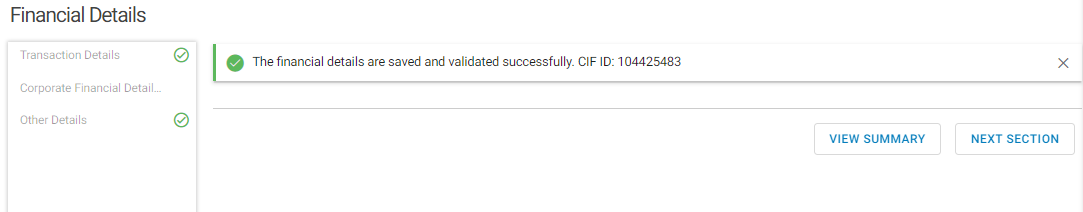 Financial Details
Transaction Details
Corporate Financial Detail...
Other Details
The financial details are saved and validated successfully. CIF ID: 104425483
VIEW SUMMARY
NEXT SECTION